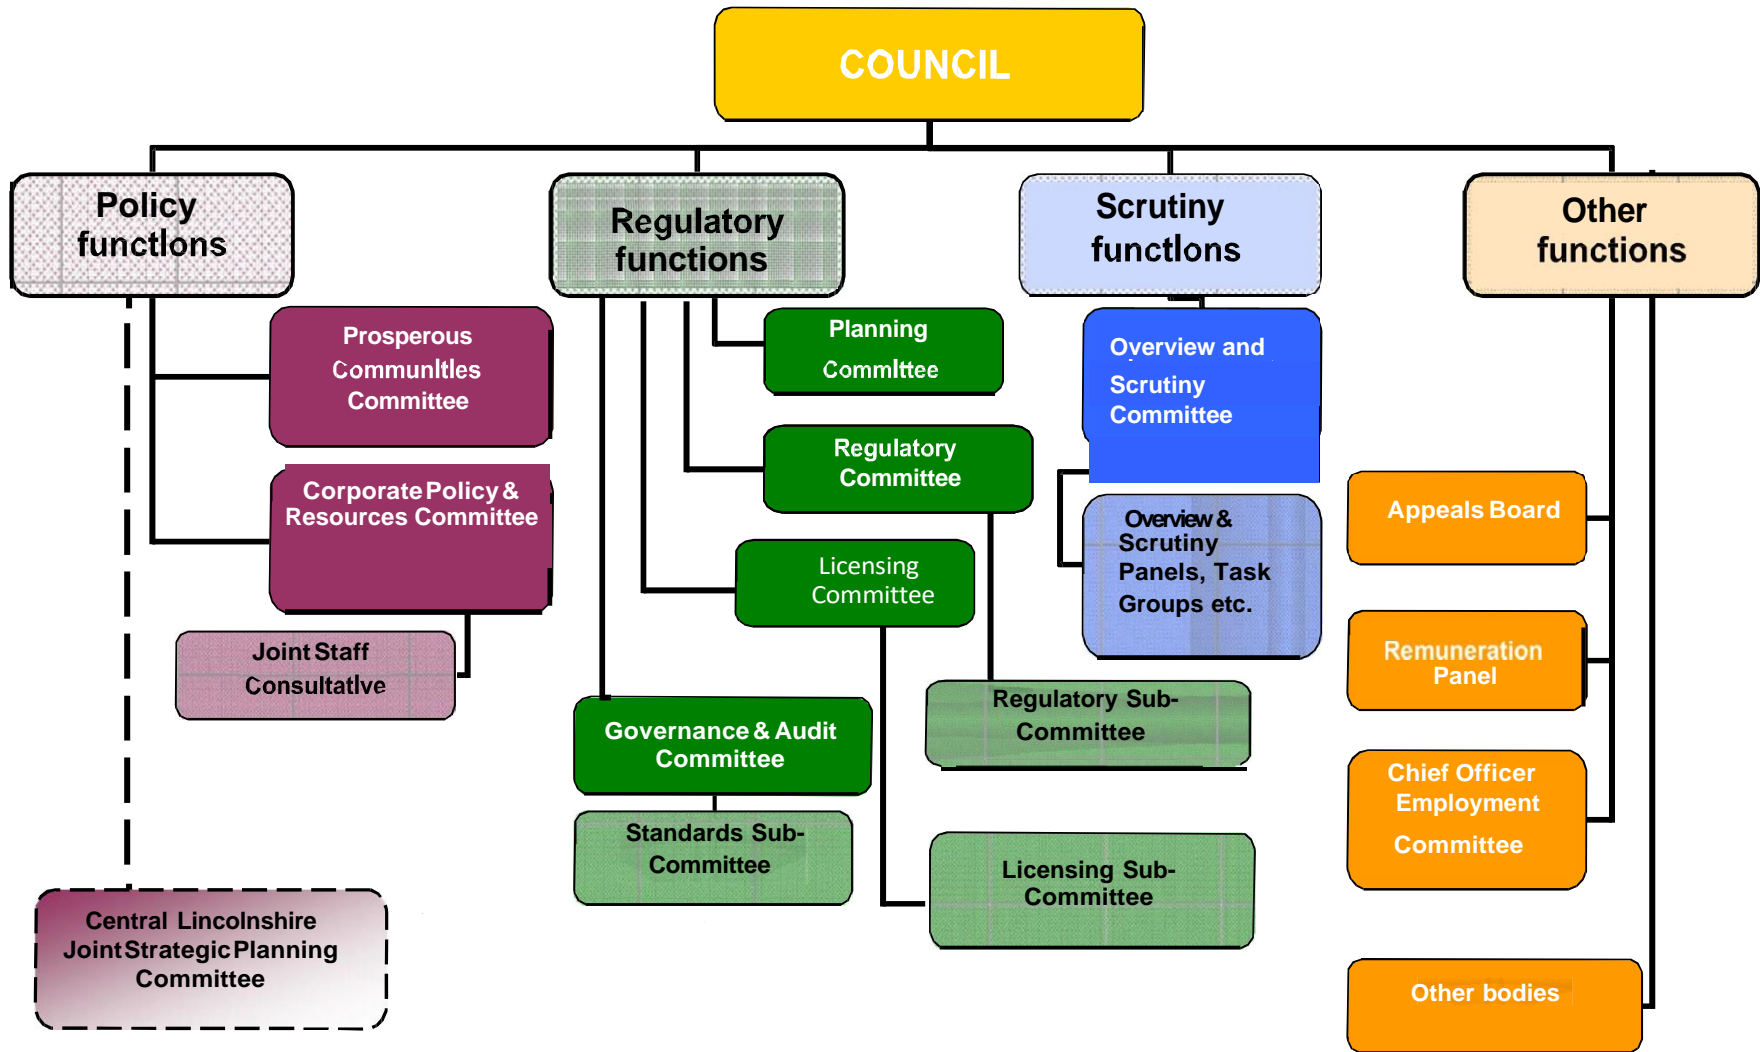 COUNCIL
Policy
functions
Regulatory
functions
Scrutiny
functions
Other
functions
Prosperous
Communities
Committee
Corporate Policy &
Resources Committee
Joint Staff
Consultative
Central Lincolnshire
Joint Strategic Planning
Committee
Planning
Committee
Regulatory
Committee
Licensing
Committee
Governance & Audit
Committee
Standards Sub-
Committee
Regulatory Sub-
Committee
Licensing Sub-
Committee
Overview and
Scrutiny
Committee
Overview &
Scrutiny
Panels, Task
Groups etc.
Appeals Board
Remuneration
Panel
Chief Officer
Employment
Committee
Other bodies